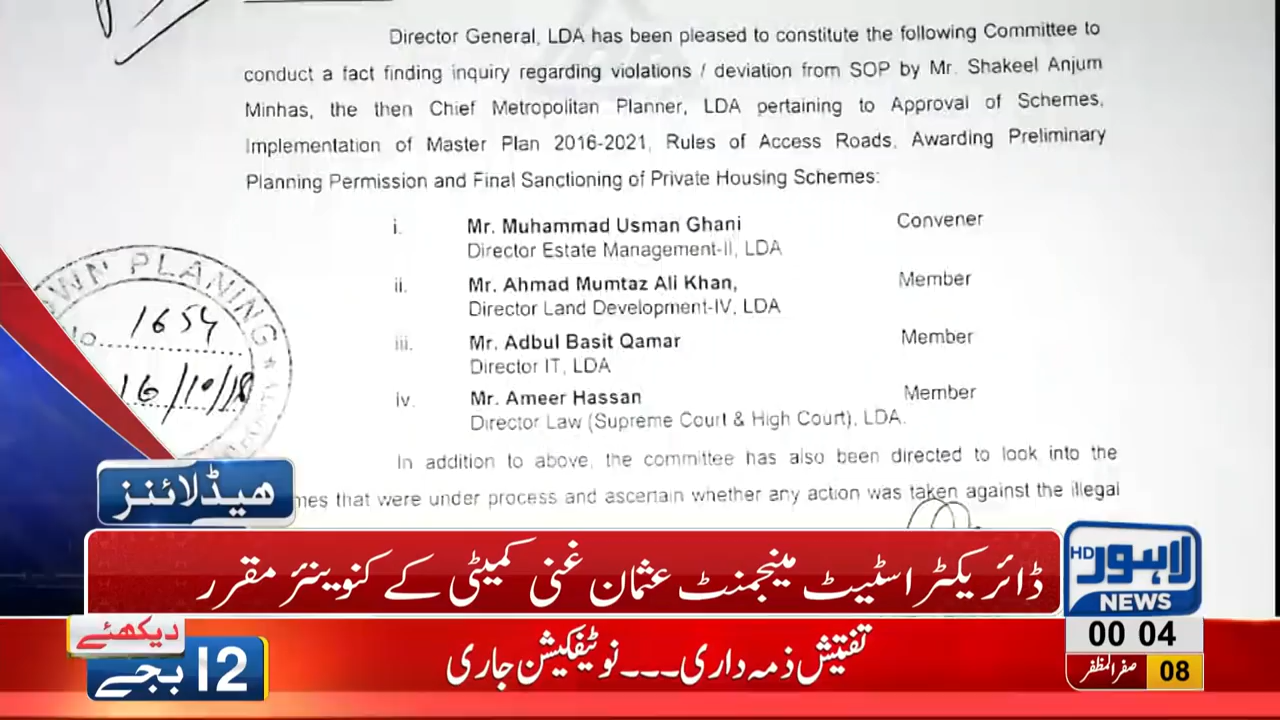 Director General, LDA has been pleased to constitute the following Committee to
conduct a fact finding inquiry regarding violations / deviation from SOP by Mr. Shakeel Anjum
Minhas, the then Chief Metropolitan Planner, LDA pertaining to Approval of Schemes,
Implementation of Master Plan 2016-2021, Rules of Access Roads, Awarding Preliminary
Planning Permission and Final Sanctioning of Private Housing Schemes:
i. Mr. Muhammad Usman Ghani Convener
Director Estate Management-II, LDA
ii. Mr. Ahmad Mumtaz Ali Khan, Member
Director Land Development-IV, LDA
iii. Mr. Adbul Basit Qamar Member
Director IT, LDA
iv. Mr. Ameer Hassan Member
Director Law (Supreme Court & High Court), LDA.
In addition to above, the committee has also been directed to look into the
mes that were under process and ascertain whether any action was taken against the illegal
WN PLANING
1654
16/10/18
ھیڈلائنز
ڈائریکٹر اسٹیٹ مینجمنٹ عثمان غنی کمیٹی کے کنوینئر مقرر
لاہور HD
NEWS
دیکھئے
12 بجے
تفتیش ذمہ داری۔۔۔نوٹیفکیشن جاری
00 04
08 صفر المظفر